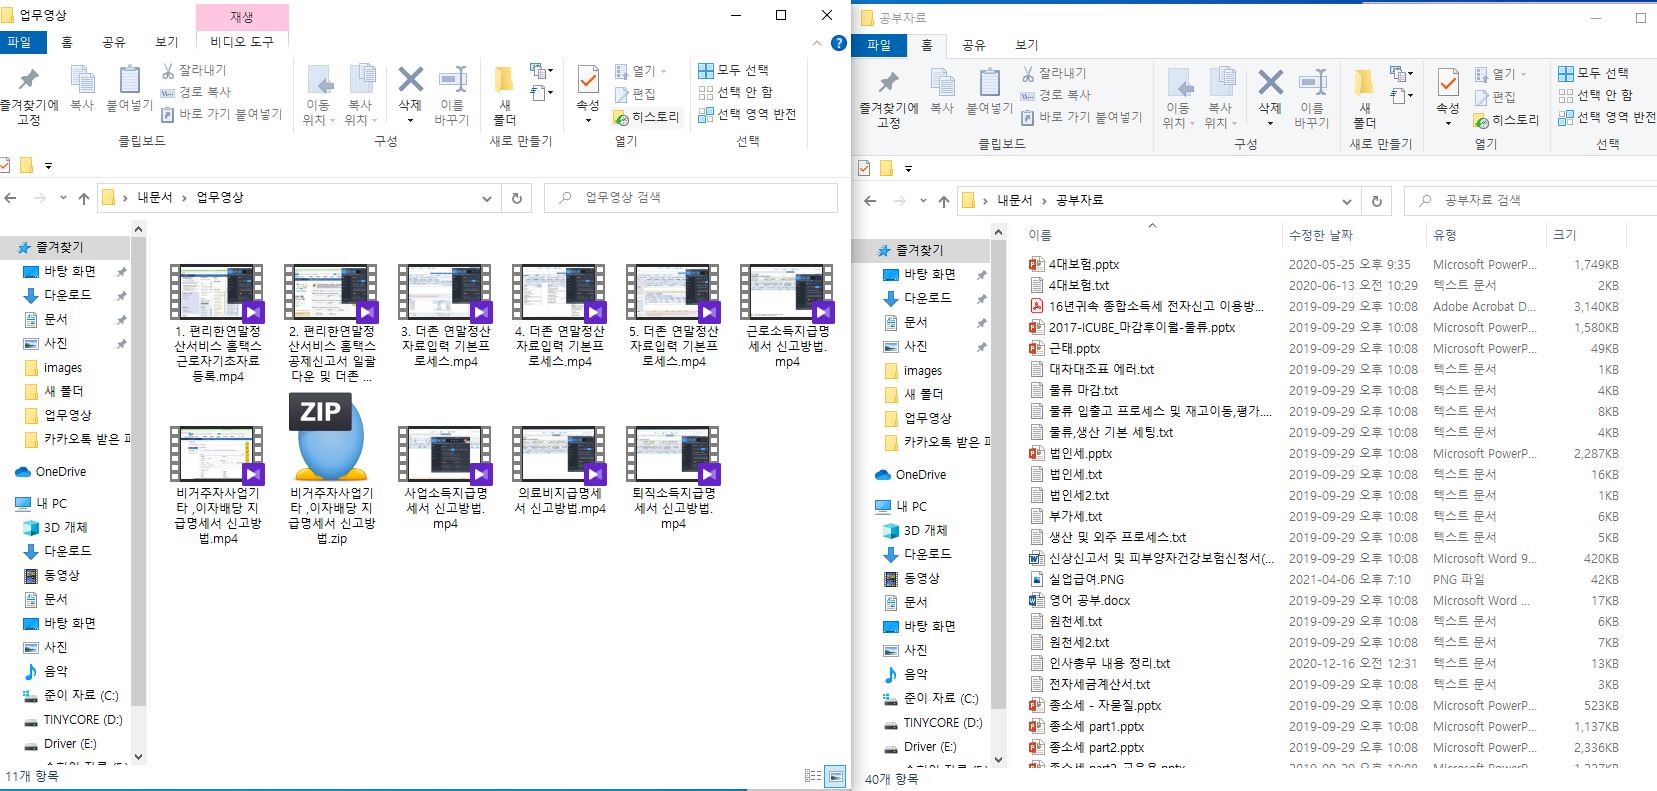 업무영상
재생
파일
홈
공유
보기
비디오 도구
즐겨찾기에
고정
복사
붙여넣기
잘라내기
경로 복사
바로 가기 붙여넣기
클립보드
이동
위치
복사
위치
삭제
이름
바꾸기
구성
새
폴더
새로 만들기
속성
열기
편집
히스토리
열기
모두 선택
선택 안 함
선택 영역 반전
선택
내문서 › 업무영상
업무영상 검색
즐겨찾기
바탕 화면
다운로드
문서
사진
images
새 폴더
업무영상
카카오톡 받은 파
OneDrive
내 PC
3D 개체
다운로드
동영상
문서
바탕 화면
사진
음악
준이 자료 (C:)
TINYCORE (D:)
Driver (E:)
1. 편리한연말정
산서비스 홈택스
근로자기초자료
등록.mp4
2. 편리한연말정
산서비스 홈택스
공제신고서 일괄
다운 및 더존 ...
3. 더존 연말정산
자료입력 기본프
로세스.mp4
4. 더존 연말정산
자료입력 기본프
로세스.mp4
5. 더존 연말정산
자료입력 기본프
로세스.mp4
근로소득지급명
세서 신고방법.
mp4
비거주자사업기
타 ,이자배당 지
급명세서 신고방
법.mp4
ZIP
비거주자사업기
타 ,이자배당 지
급명세서 신고방
법.zip
사업소득지급명
세서 신고방법.
mp4
의료비지급명세
서 신고방법.mp4
퇴직소득지급명
세서 신고방법.
mp4
11개 항목
공부자료
파일
홈
공유
보기
즐겨찾기에
고정
복사
붙여넣기
잘라내기
경로 복사
바로 가기 붙여넣기
클립보드
이동
위치
복사
위치
삭제
이름
바꾸기
구성
새
폴더
새로 만들기
속성
열기
편집
히스토리
열기
모두 선택
선택 안 함
선택 영역 반전
선택
내문서 › 공부자료
공부자료 검색
즐겨찾기
바탕 화면
다운로드
문서
사진
images
새 폴더
업무영상
카카오톡 받은 파
OneDrive
내 PC
3D 개체
다운로드
동영상
문서
바탕 화면
사진
음악
준이 자료 (C:)
TINYCORE (D:)
Driver (E:)
이름 수정한 날짜 유형 크기
4대보험.pptx 2020-05-25 오후 9:35 Microsoft PowerP... 1,749KB
4대보험.txt 2020-06-13 오전 10:29 텍스트 문서 2KB
16년귀속 종합소득세 전자신고 이용방... 2019-09-29 오후 10:08 Adobe Acrobat D... 3,140KB
2017-ICUBE_마감후이월-물류.pptx 2019-09-29 오후 10:08 Microsoft PowerP... 1,580KB
근태.pptx 2019-09-29 오후 10:08 Microsoft PowerP... 49KB
대차대조표 에러.txt 2019-09-29 오후 10:08 텍스트 문서 1KB
물류 마감.txt 2019-09-29 오후 10:08 텍스트 문서 4KB
물류 입출고 프로세스 및 재고이동,평가.... 2019-09-29 오후 10:08 텍스트 문서 8KB
물류,생산 기본 세팅.txt 2019-09-29 오후 10:08 텍스트 문서 4KB
법인세.pptx 2019-09-29 오후 10:08 Microsoft PowerP... 2,287KB
법인세.txt 2019-09-29 오후 10:08 텍스트 문서 16KB
법인세2.txt 2019-09-29 오후 10:08 텍스트 문서 1KB
부가세.txt 2019-09-29 오후 10:08 텍스트 문서 6KB
생산 및 외주 프로세스.txt 2019-09-29 오후 10:08 텍스트 문서 5KB
신상신고서 및 피부양자건강보험신청서(... 2019-09-29 오후 10:08 Microsoft Word 9... 420KB
실업급여.PNG 2021-04-06 오후 7:10 PNG 파일 42KB
영어 공부.docx 2019-09-29 오후 10:08 Microsoft Word ... 17KB
원천세.txt 2019-09-29 오후 10:08 텍스트 문서 6KB
원천세2.txt 2019-09-29 오후 10:08 텍스트 문서 7KB
인사총무 내용 정리.txt 2020-12-16 오전 12:31 텍스트 문서 13KB
전자세금계산서.txt 2019-09-29 오후 10:08 텍스트 문서 3KB
종소세 - 자몽질.pptx 2019-09-29 오후 10:08 Microsoft PowerP... 523KB
종소세 part1.pptx 2019-09-29 오후 10:08 Microsoft PowerP... 1,137KB
종소세 part2.pptx 2019-09-29 오후 10:08 Microsoft PowerP... 2,336KB
40개 항목